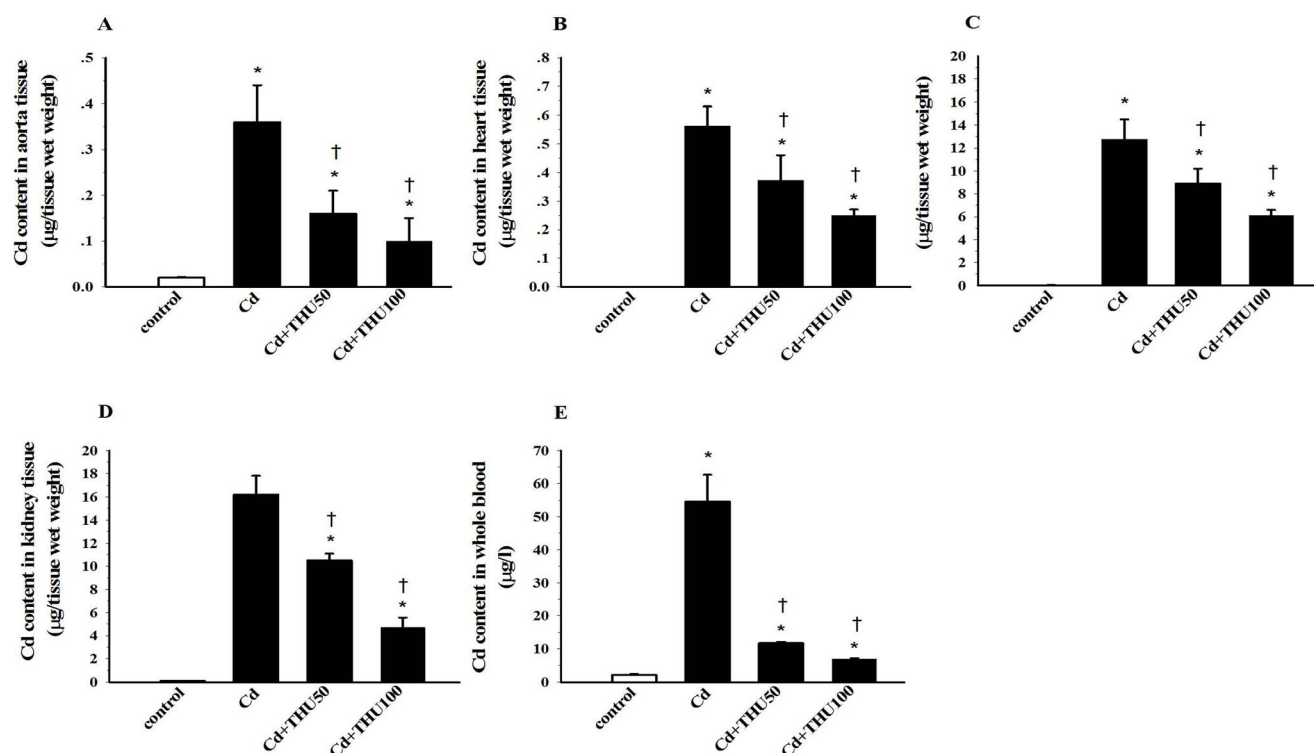 A
Cd content in aorta tissue
(µg/tissue wet weight)
.5
.4
.3
.2
.1
0.0
*
†
*
†
*
control
Cd
Cd+THU50
Cd+THU100
B
Cd content in heart tissue
(µg/tissue wet weight)
.8
.7
.6
.5
.4
.3
.2
.1
0.0
*
†
*
†
*
control
Cd
Cd+THU50
Cd+THU100
C
(µg/tissue wet weight)
20
18
16
14
12
10
8
6
4
2
0
*
†
*
†
*
control
Cd
Cd+THU50
Cd+THU100
D
Cd content in kidney tissue
(µg/tissue wet weight)
20
18
16
14
12
10
8
6
4
2
0
†
*
†
*
control
Cd
Cd+THU50
Cd+THU100
E
Cd content in whole blood
(µg/l)
70
60
50
40
30
20
10
0
*
†
*
†
*
control
Cd
Cd+THU50
Cd+THU100